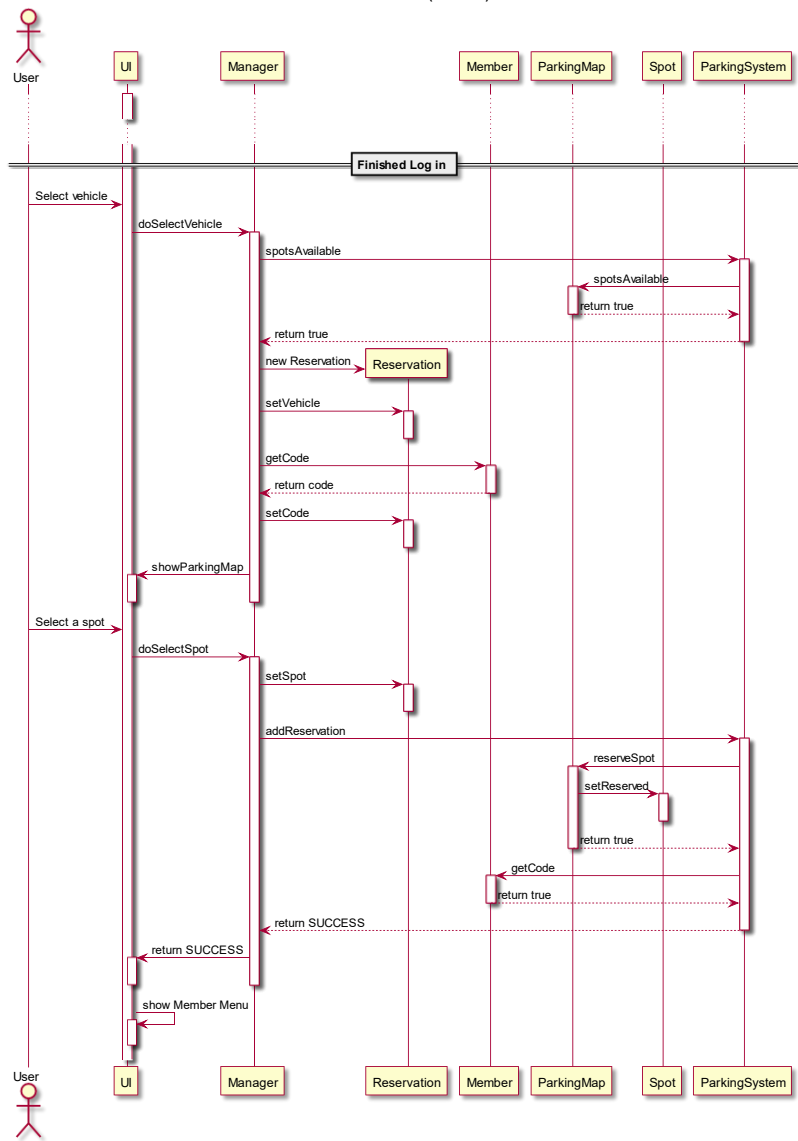 User
UI
Manager
Member
ParkingMap
Spot
ParkingSystem
Finished Log in
Select vehicle
doSelectVehicle
spotsAvailable
spotsAvailable
return true
return true
new Reservation
Reservation
setVehicle
getCode
return code
setCode
showParkingMap
Select a spot
doSelectSpot
setSpot
addReservation
reserveSpot
setReserved
return true
getCode
return true
return SUCCESS
return SUCCESS
show Member Menu
User
UI
Manager
Reservation
Member
ParkingMap
Spot
ParkingSystem